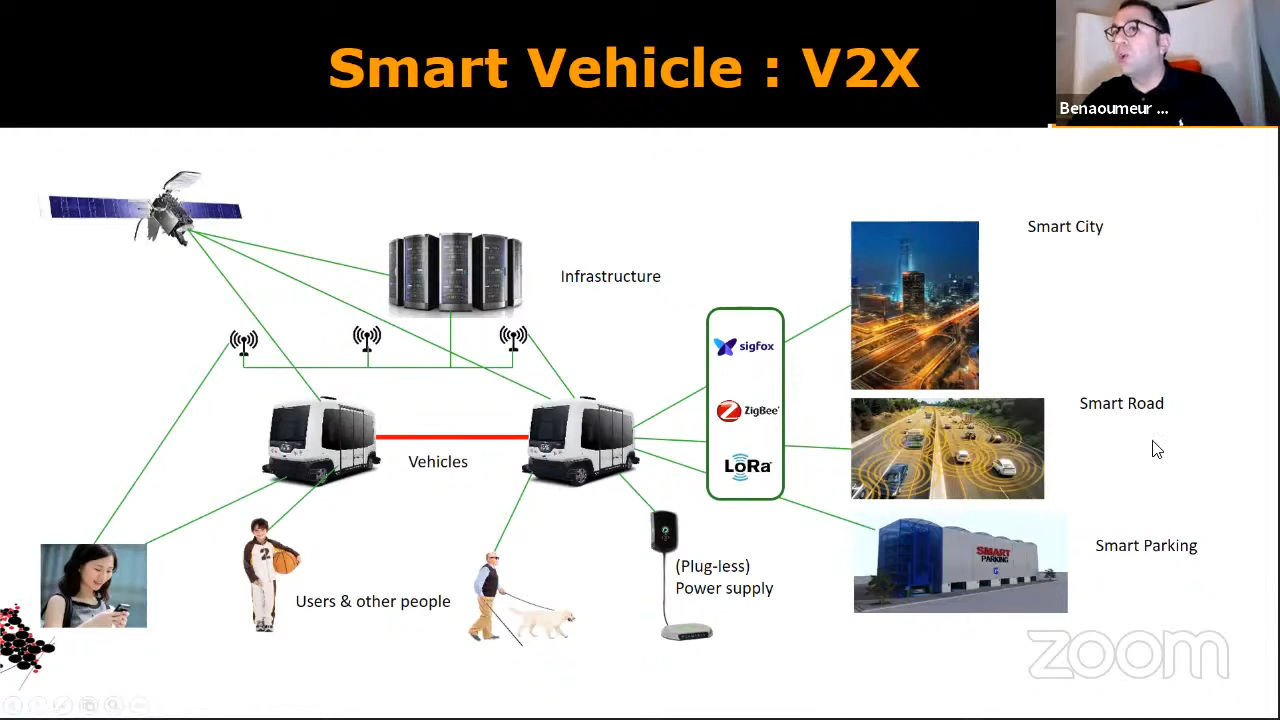 Smart Vehicle : V2X
Benaoumeur ...
Smart City
Infrastructure
sigfox
ZigBee
LoRa
Smart Road
Vehicles
SMART
PARKING
Smart Parking
2
(Plug-less)
Power supply
Users & other people
zoom